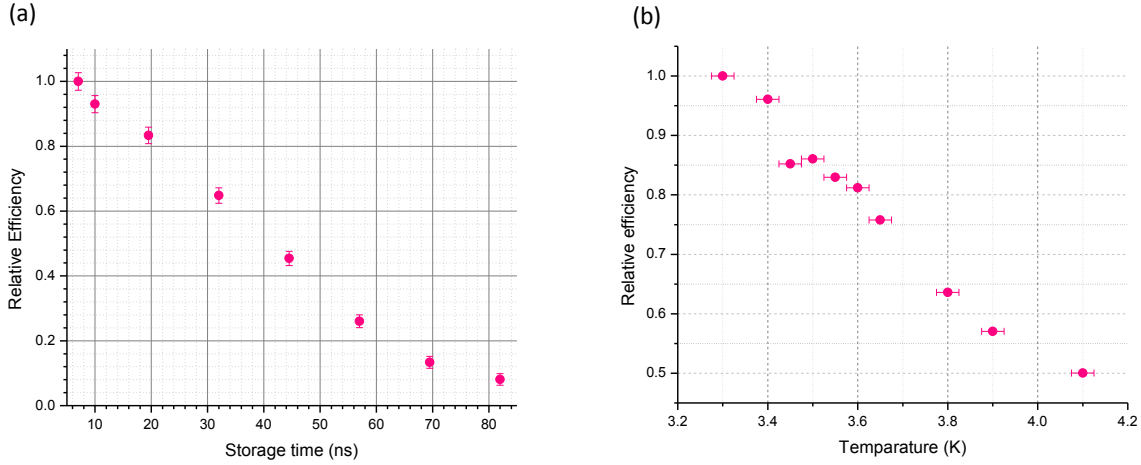 (a)
Relative Efficiency
1.0
0.8
0.6
0.4
0.2
0.0
10 20 30 40 50 60 70 80
Storage time (ns)
(b)
Relative efficiency
1.0
0.9
0.8
0.7
0.6
0.5
3.2 3.4 3.6 3.8 4.0 4.2
Temparature (K)